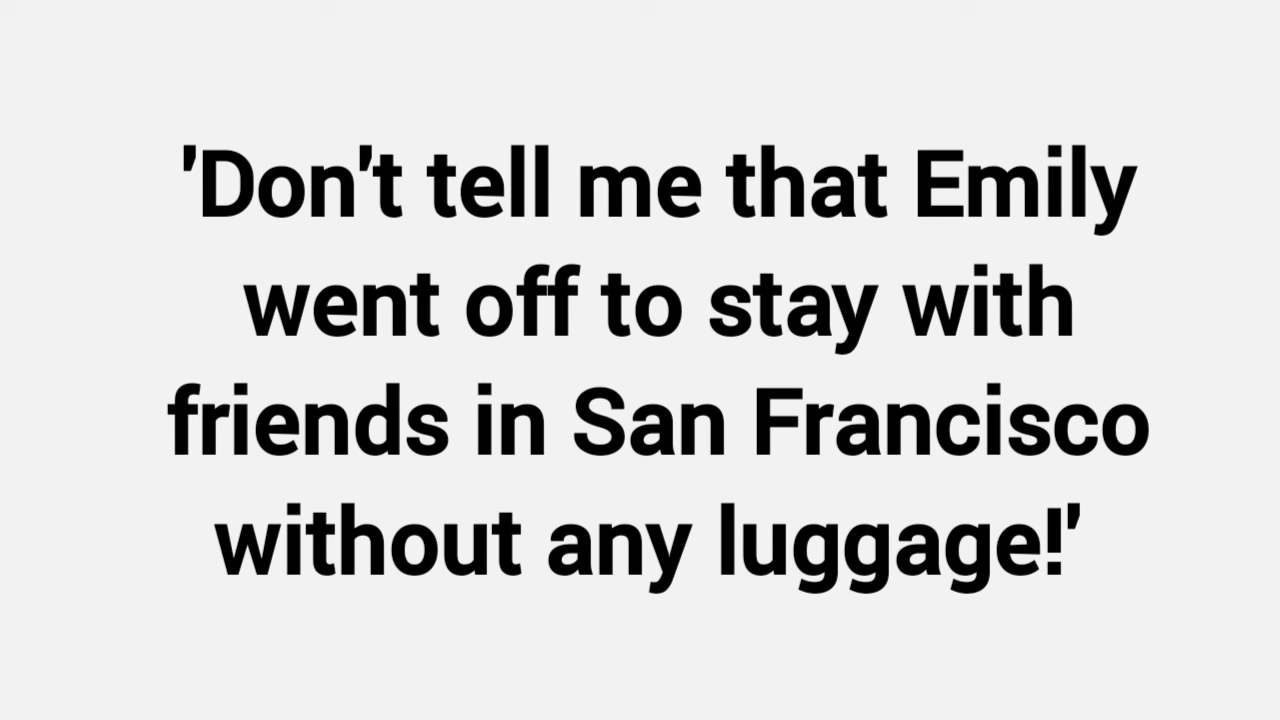 'Don't tell me that Emily
went off to stay with
friends in San Francisco
without any luggage!'